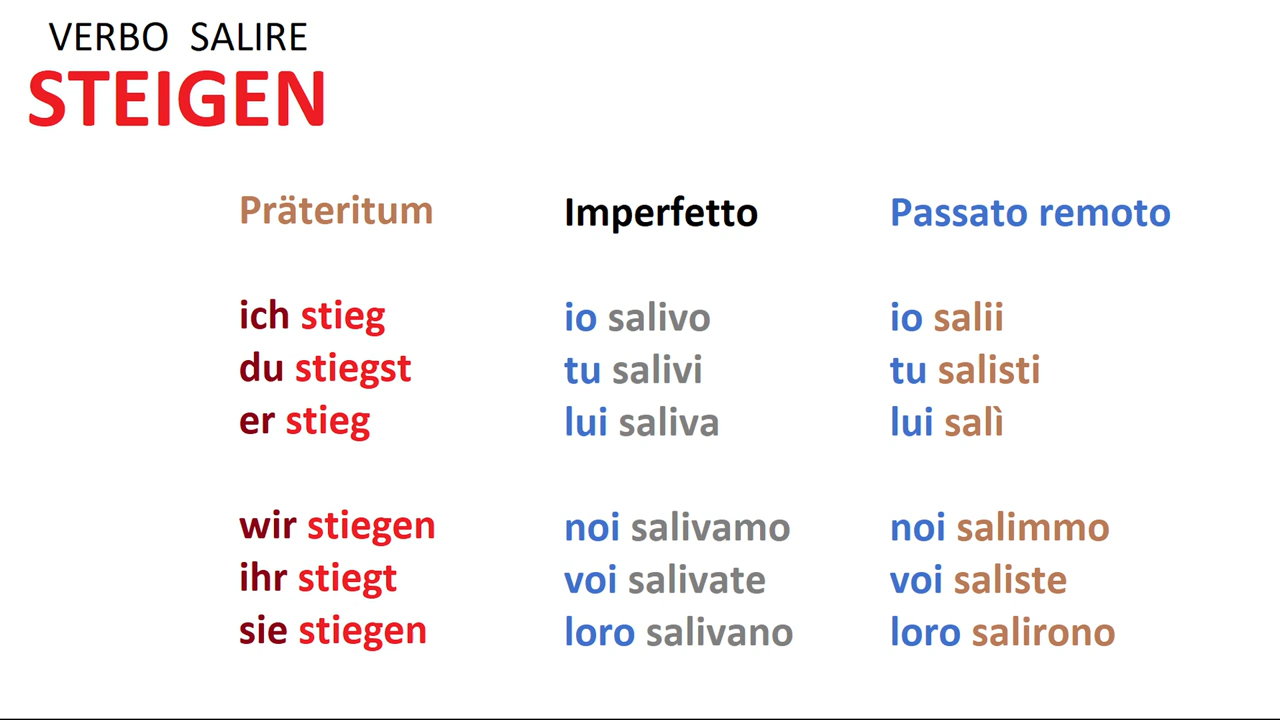 VERBO SALIRE
STEIGEN
Präteritum Imperfetto Passato remoto
ich stieg io salivo io salii
du stiegst tu salivi tu salisti
er stieg lui saliva lui salì
wir stiegen noi salivamo noi salimmo
ihr stiegt voi salivate voi saliste
sie stiegen loro salivano loro salirono